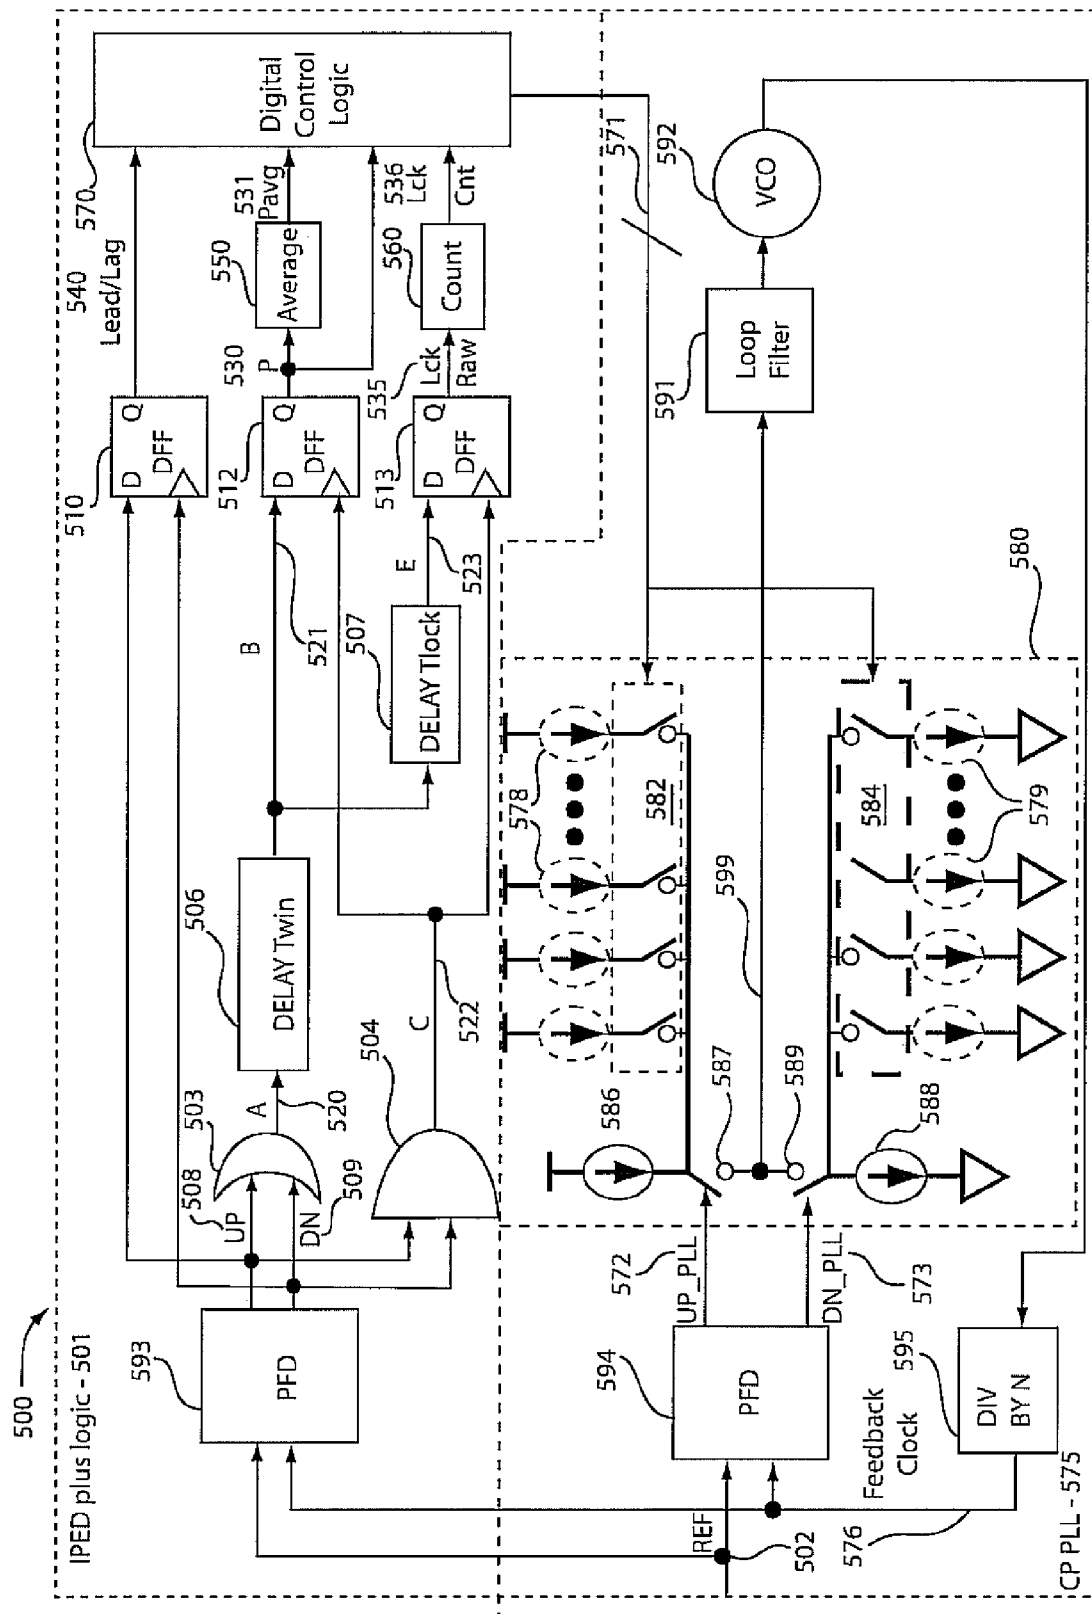 500
IPED plus logic - 501
593
PFD
508
UP
DN
509
503
A
520
504
506
DELAY Twin
C
522
B
521
507
DELAY Tlock
E
523
510
D
Q
DFF
512
D
Q
DFF
513
D
Q
DFF
540
Lead/Lag
530
P
535
Lck
Raw
550
Average
531
Pavg
560
Count
536
Lck
Cnt
570
Digital
Control
Logic
571
REF
502
594
PFD
572
UP_PLL
DN_PLL
573
586
587
589
588
599
578
582
584
579
580
591
Loop
Filter
592
VCO
Feedback
Clock
576
595
DIV
BY N
CP PLL - 575